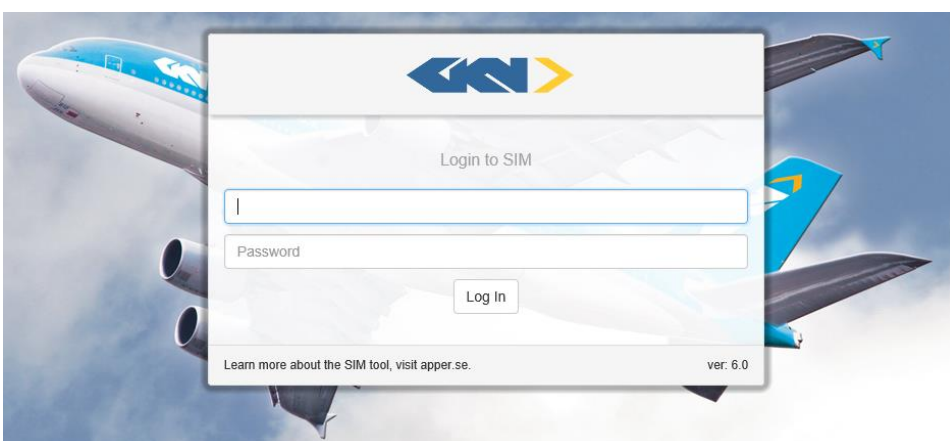 GKN
Login to SIM
Password
Log In
Learn more about the SIM tool, visit apper.se.
ver: 6.0